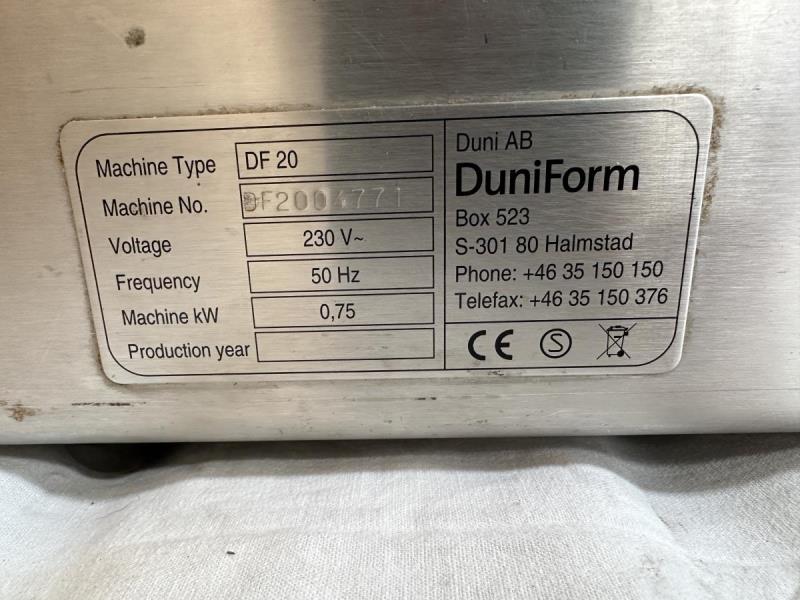 Machine Type DF 20
Machine No. DF2004771
Voltage 230 V~
Frequency 50 Hz
Machine kW 0,75
Production year
Duni AB
DuniForm
Box 523
S-301 80 Halmstad
Phone: +46 35 150 150
Telefax: +46 35 150 376
CE S